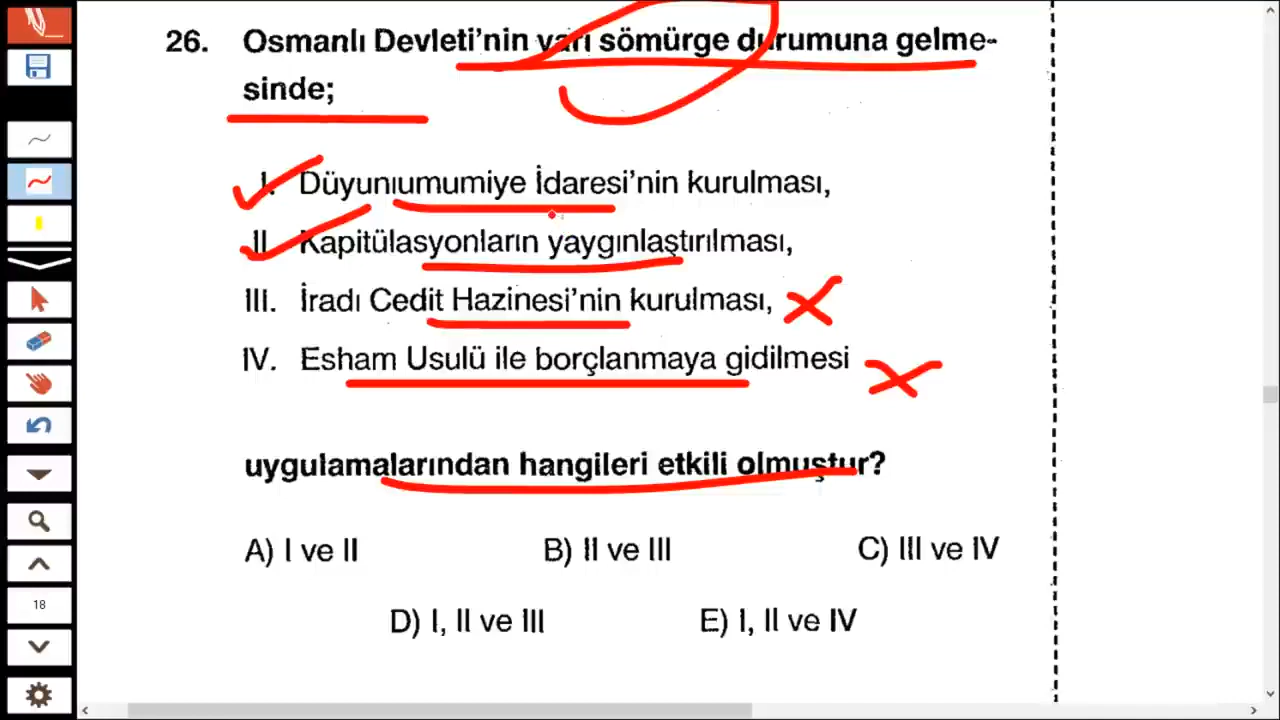 26. Osmanlı Devleti’nin yarı sömürge durumuna gelme-
sinde;
I. Düyunıumumiye İdaresi’nin kurulması,
II. Kapitülasyonların yaygınlaştırılması,
III. İradı Cedit Hazinesi’nin kurulması,
IV. Esham Usulü ile borçlanmaya gidilmesi
uygulamalarından hangileri etkili olmuştur?
A) I ve II B) II ve III C) III ve IV
D) I, II ve III E) I, II ve IV
18